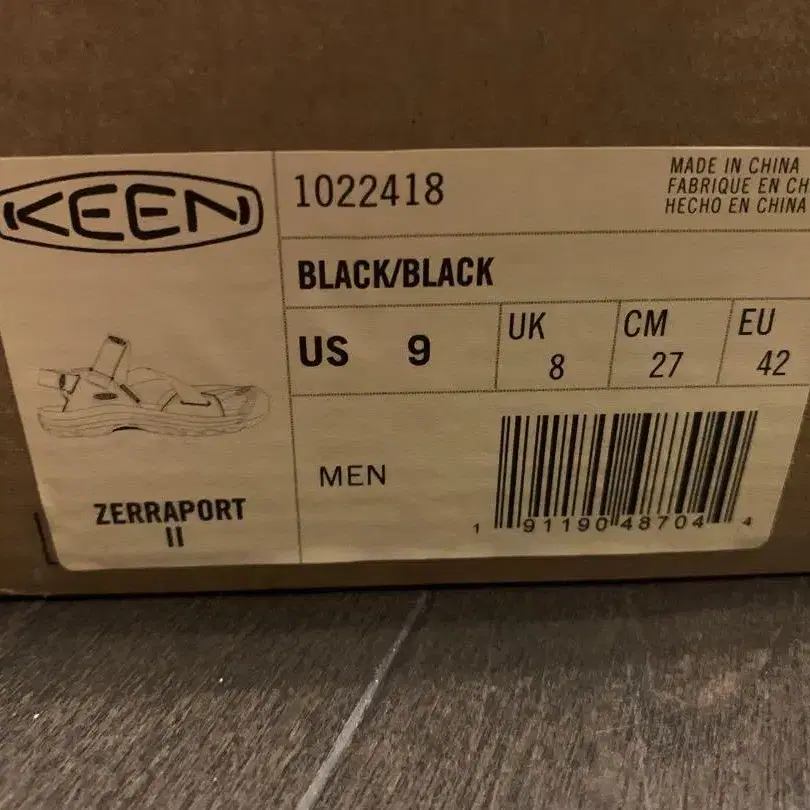 KEEN
1022418
MADE IN CHINA
FABRIQUE EN CH
HECHO EN CHINA
BLACK/BLACK
US 9
UK 8
CM 27
EU 42
MEN
ZERRAPORT
II
1 91190 48704 4